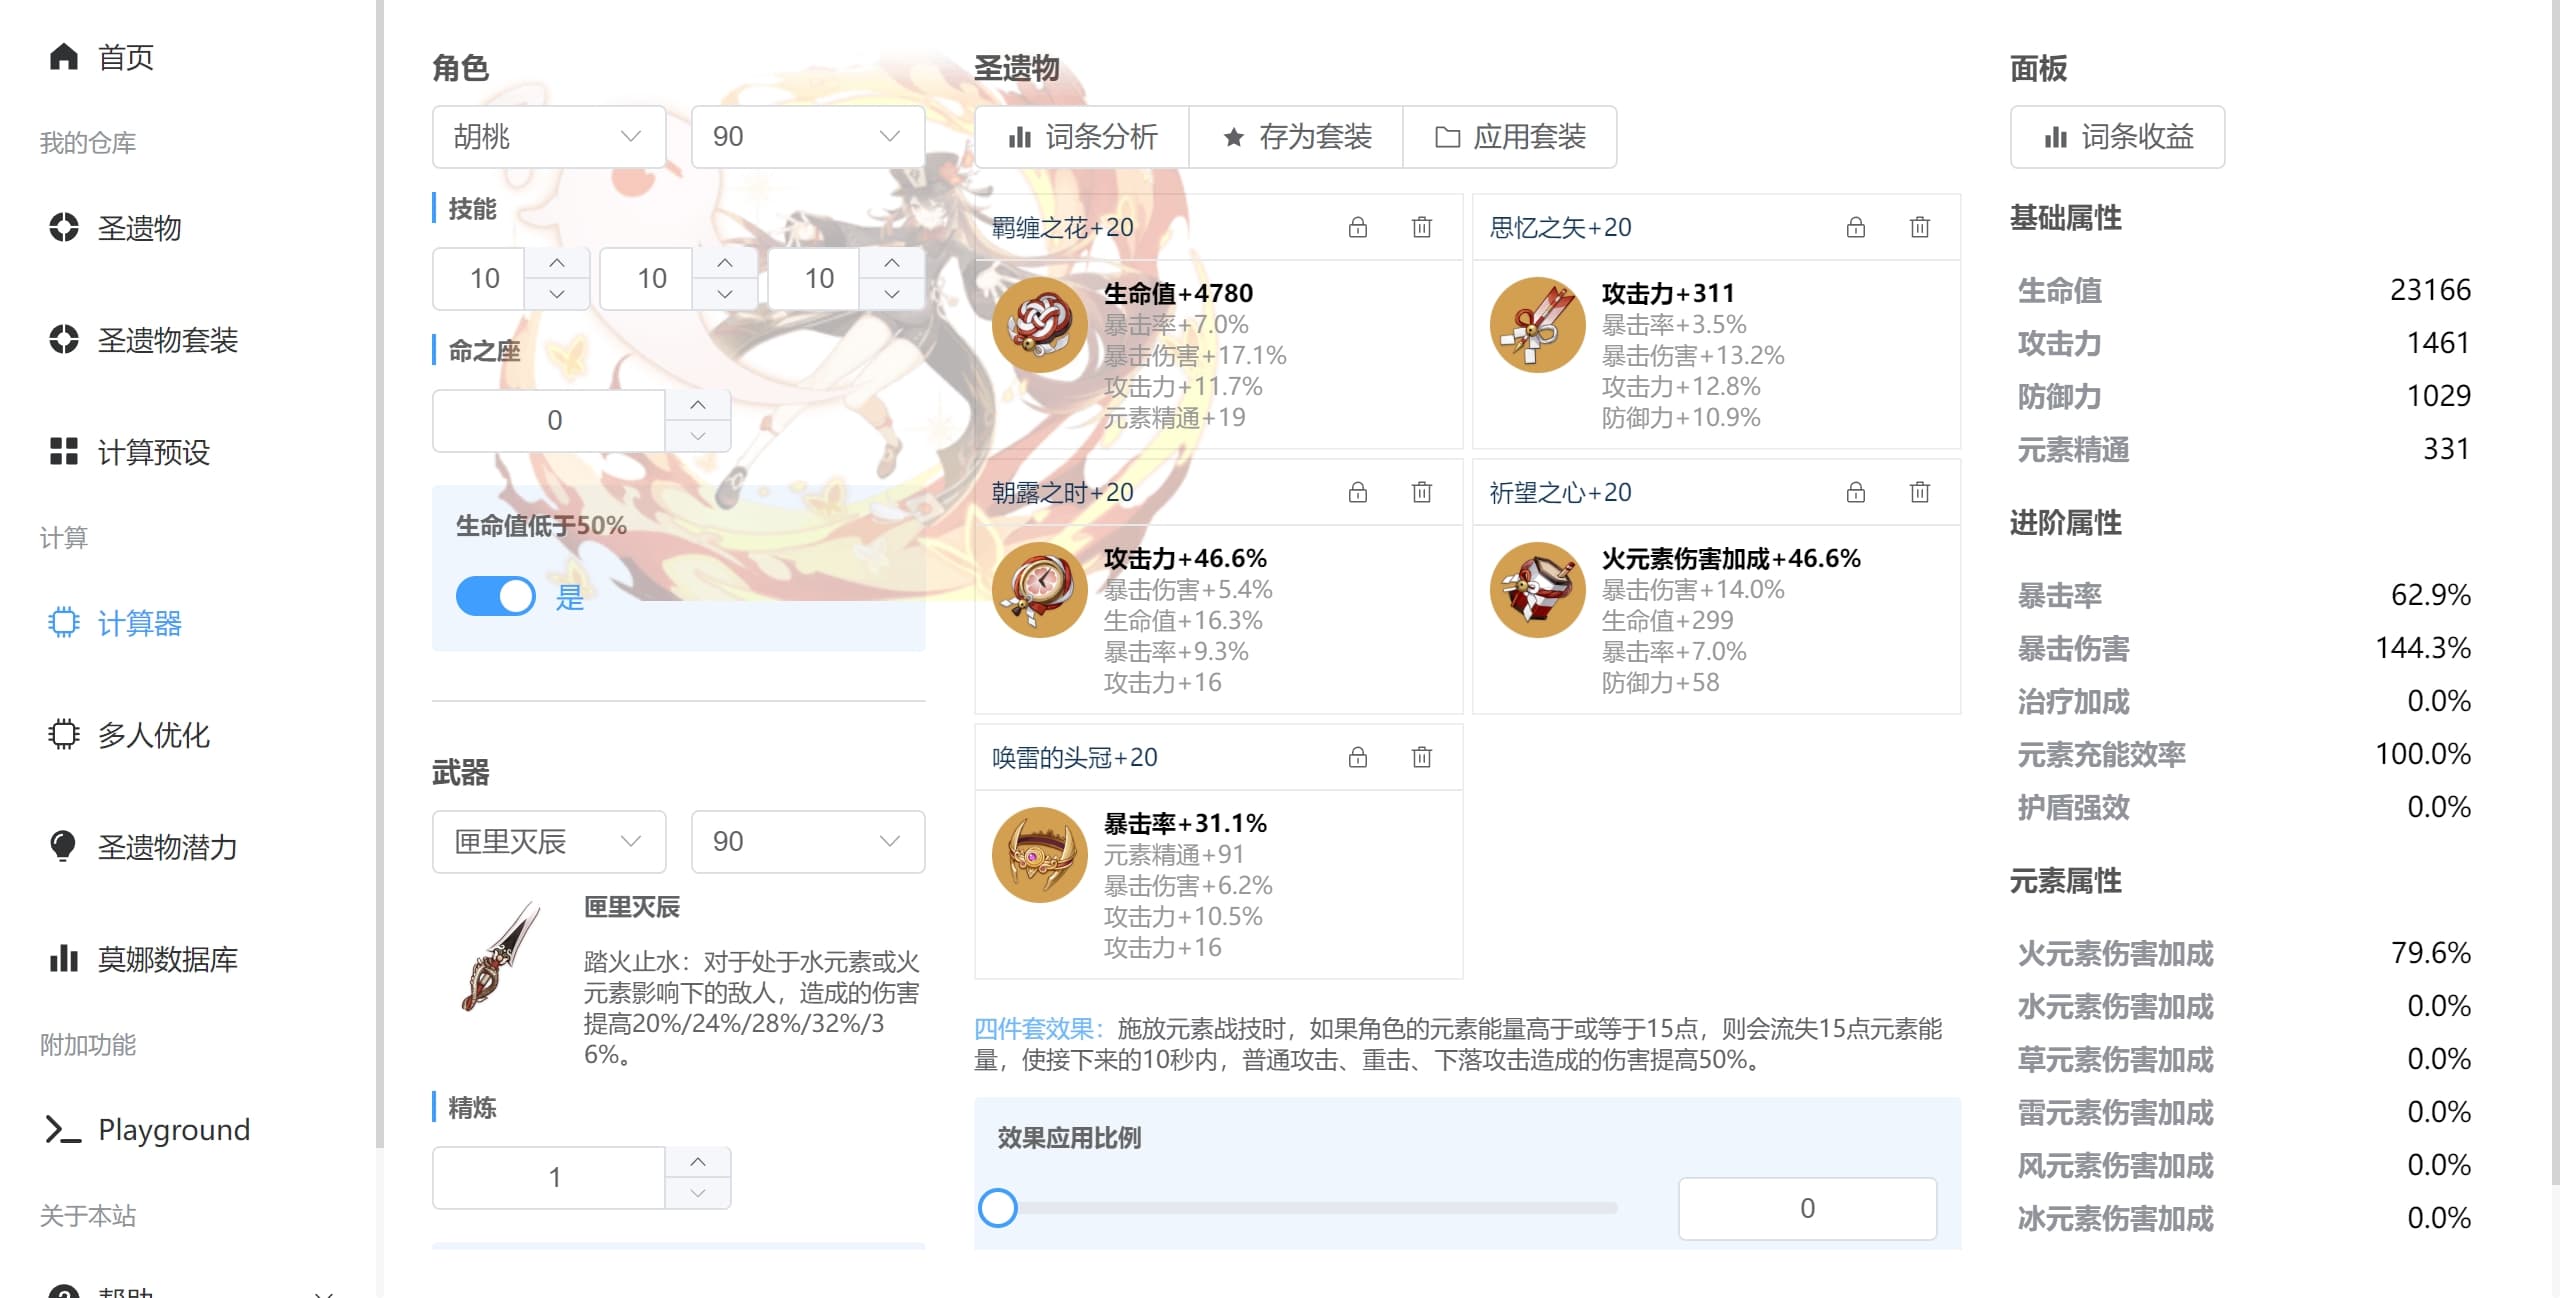 首页
我的仓库
圣遗物
圣遗物套装
计算预设
计算
计算器
多人优化
圣遗物潜力
莫娜数据库
附加功能
Playground
关于本站
帮助
角色
胡桃
90
技能
10
10
10
命之座
0
生命值低于50%
是
武器
匣里灭辰
90
匣里灭辰
踏火止水：对于处于水元素或火
元素影响下的敌人，造成的伤害
提高20%/24%/28%/32%/3
6%。
精炼
1
圣遗物
词条分析
存为套装
应用套装
羁缠之花+20
生命值+4780
暴击率+7.0%
暴击伤害+17.1%
攻击力+11.7%
元素精通+19
思忆之矢+20
攻击力+311
暴击率+3.5%
暴击伤害+13.2%
攻击力+12.8%
防御力+10.9%
朝露之时+20
攻击力+46.6%
暴击伤害+5.4%
生命值+16.3%
暴击率+9.3%
攻击力+16
祈望之心+20
火元素伤害加成+46.6%
暴击伤害+14.0%
生命值+299
暴击率+7.0%
防御力+58
唤雷的头冠+20
暴击率+31.1%
元素精通+91
暴击伤害+6.2%
攻击力+10.5%
攻击力+16
四件套效果：施放元素战技时，如果角色的元素能量高于或等于15点，则会流失15点元素能
量，使接下来的10秒内，普通攻击、重击、下落攻击造成的伤害提高50%。
效果应用比例
0
面板
词条收益
基础属性
生命值 23166
攻击力 1461
防御力 1029
元素精通 331
进阶属性
暴击率 62.9%
暴击伤害 144.3%
治疗加成 0.0%
元素充能效率 100.0%
护盾强效 0.0%
元素属性
火元素伤害加成 79.6%
水元素伤害加成 0.0%
草元素伤害加成 0.0%
雷元素伤害加成 0.0%
风元素伤害加成 0.0%
冰元素伤害加成 0.0%